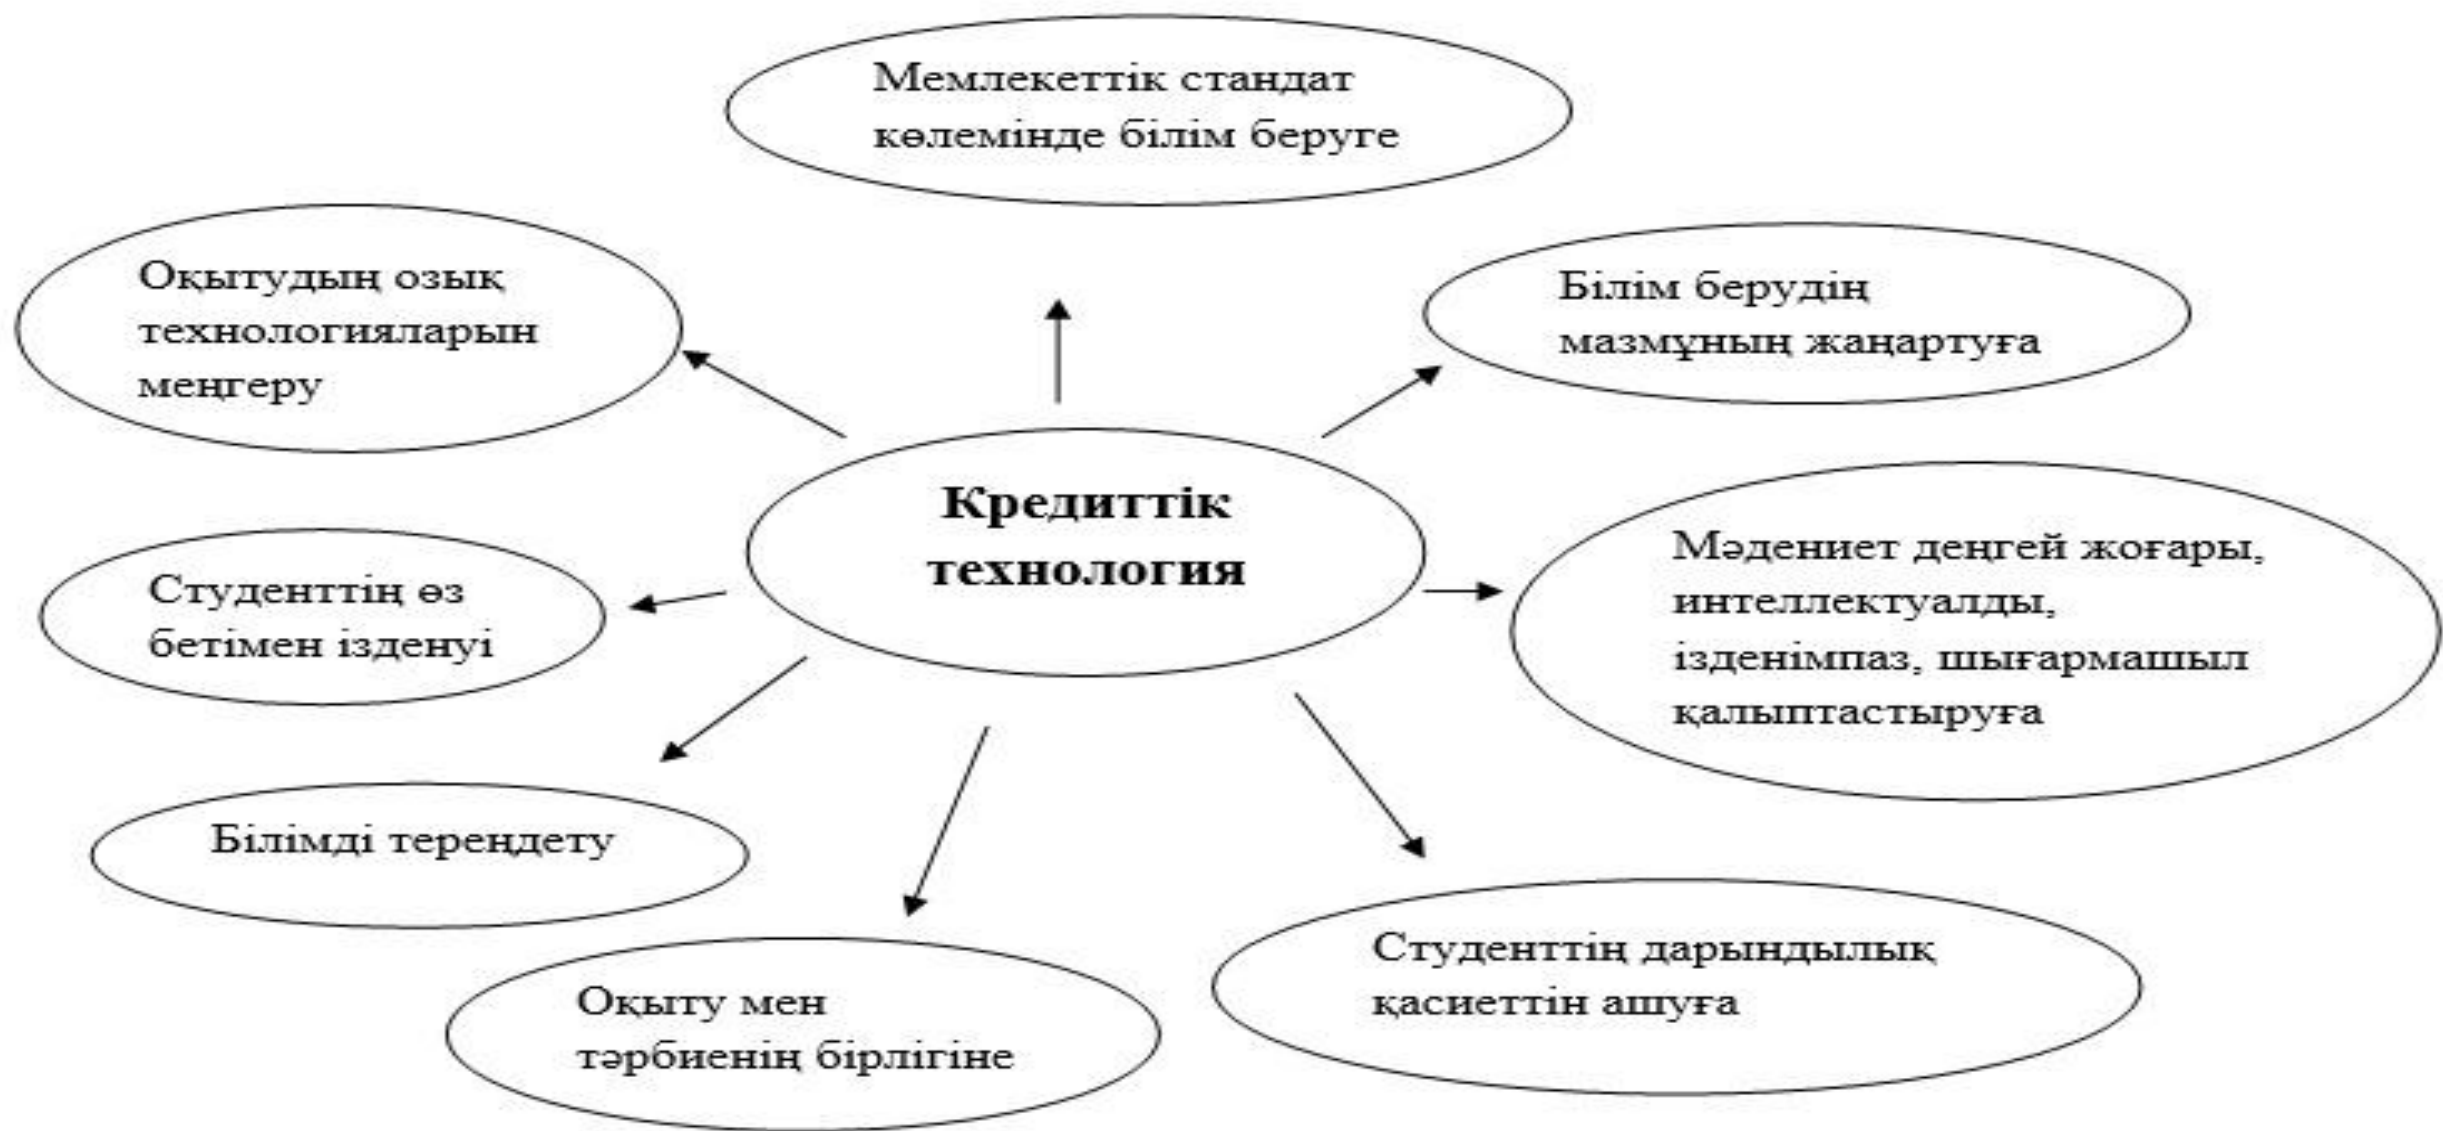 Мемлекеттік стандат
көлемінде білім беруге
Оқытудың озық
технологияларын
меңгеру
Білім берудің
мазмұның жаңартуға
Кредиттік
технология
Мәдениет деңгей жоғары,
интеллектуалды,
ізденімпаз, шығармашыл
қалыптастыруға
Студенттің өз
бетімен ізденуі
Білімді тереңдету
Оқыту мен
тәрбиенің бірлігіне
Студенттің дарындылық
қасиеттін ашуға